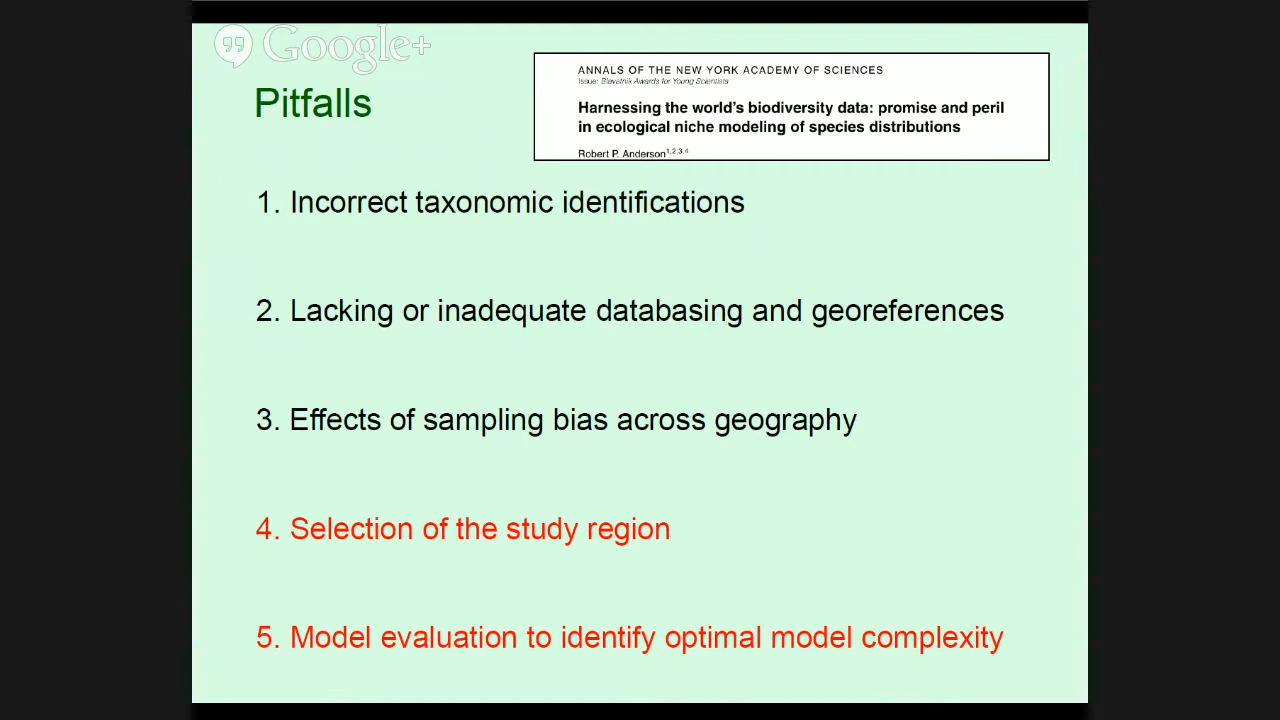 Google+
Pitfalls
ANNALS OF THE NEW YORK ACADEMY OF SCIENCES
Issue: Blavatnik Awards for Young Scientists
Harnessing the world's biodiversity data: promise and peril
in ecological niche modeling of species distributions
Robert P. Anderson1,2,3,4
1. Incorrect taxonomic identifications
2. Lacking or inadequate databasing and georeferences
3. Effects of sampling bias across geography
4. Selection of the study region
5. Model evaluation to identify optimal model complexity